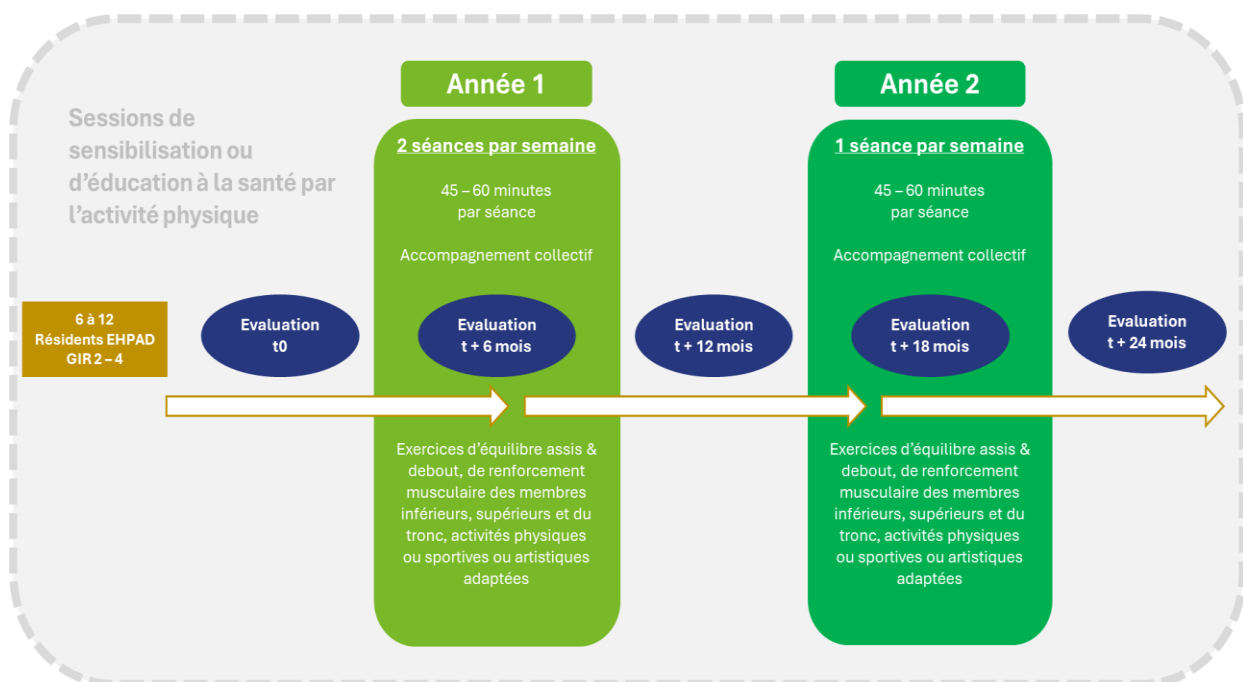 Sessions de
sensibilisation ou
d’éducation à la santé par
l’activité physique
6 à 12
Résidents EHPAD
GIR 2 – 4
Evaluation
t0
Année 1
2 séances par semaine
45 – 60 minutes
par séance
Accompagnement collectif
Evaluation
t + 6 mois
Exercices d’équilibre assis &
debout, de renforcement
musculaire des membres
inférieurs, supérieurs et du
tronc, activités physiques
ou sportives ou artistiques
adaptées
Evaluation
t + 12 mois
Année 2
1 séance par semaine
45 – 60 minutes
par séance
Accompagnement collectif
Evaluation
t + 18 mois
Exercices d’équilibre assis &
debout, de renforcement
musculaire des membres
inférieurs, supérieurs et du
tronc, activités physiques
ou sportives ou artistiques
adaptées
Evaluation
t + 24 mois